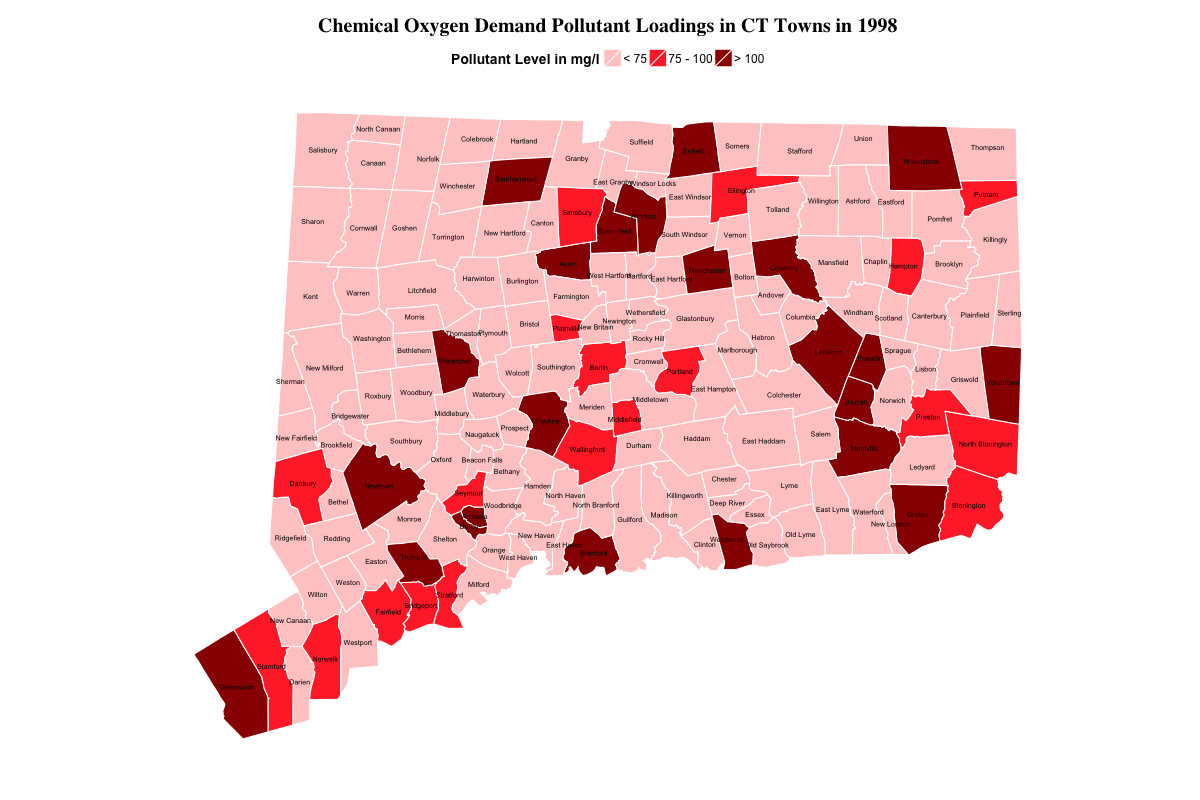 Chemical Oxygen Demand Pollutant Loadings in CT Towns in 1998
Pollutant Level in mg/l < 75 75 - 100 > 100
North Canaan
Colebrook
Hartland
Suffield
Enfield
Somers
Union
Thompson
Salisbury
Canaan
Norfolk
Granby
Stafford
Woodstock
Winchester
Barkhamsted
East Granby
Windsor Locks
East Windsor
Ellington
Putnam
Sharon
Cornwall
Goshen
Torrington
New Hartford
Canton
Simsbury
Bloomfield
Windsor
South Windsor
Vernon
Tolland
Willington
Ashford
Eastford
Pomfret
Killingly
Kent
Warren
Litchfield
Harwinton
Burlington
Avon
West Hartford
Hartford
East Hartford
Manchester
Bolton
Coventry
Mansfield
Chaplin
Hampton
Brooklyn
Farmington
Andover
Morris
Bristol
Plainville
New Britain
Newington
Wethersfield
Glastonbury
Columbia
Windham
Scotland
Canterbury
Plainfield
Sterling
Washington
Thomaston
Plymouth
Rocky Hill
Hebron
Bethlehem
Watertown
Wolcott
Southington
Berlin
Cromwell
Portland
Marlborough
Lebanon
Franklin
Sprague
Lisbon
Griswold
Voluntown
New Milford
Sherman
Roxbury
Woodbury
Waterbury
East Hampton
Colchester
Bozrah
Norwich
Bridgewater
Middlebury
Cheshire
Meriden
Middletown
Middlefield
Preston
New Fairfield
Brookfield
Southbury
Naugatuck
Prospect
Wallingford
Durham
Haddam
East Haddam
Salem
Montville
North Stonington
Oxford
Beacon Falls
Bethany
Ledyard
Danbury
Bethel
Newtown
Seymour
Woodbridge
Hamden
North Haven
North Branford
Killingworth
Chester
Deep River
Lyme
Monroe
Guilford
Madison
Essex
East Lyme
Waterford
New London
Groton
Stonington
Ridgefield
Redding
Shelton
Orange
New Haven
West Haven
East Haven
Branford
Clinton
Westbrook
Old Saybrook
Old Lyme
Easton
Trumbull
Weston
Wilton
Milford
Stratford
Bridgeport
Fairfield
New Canaan
Westport
Norwalk
Stamford
Darien
Greenwich